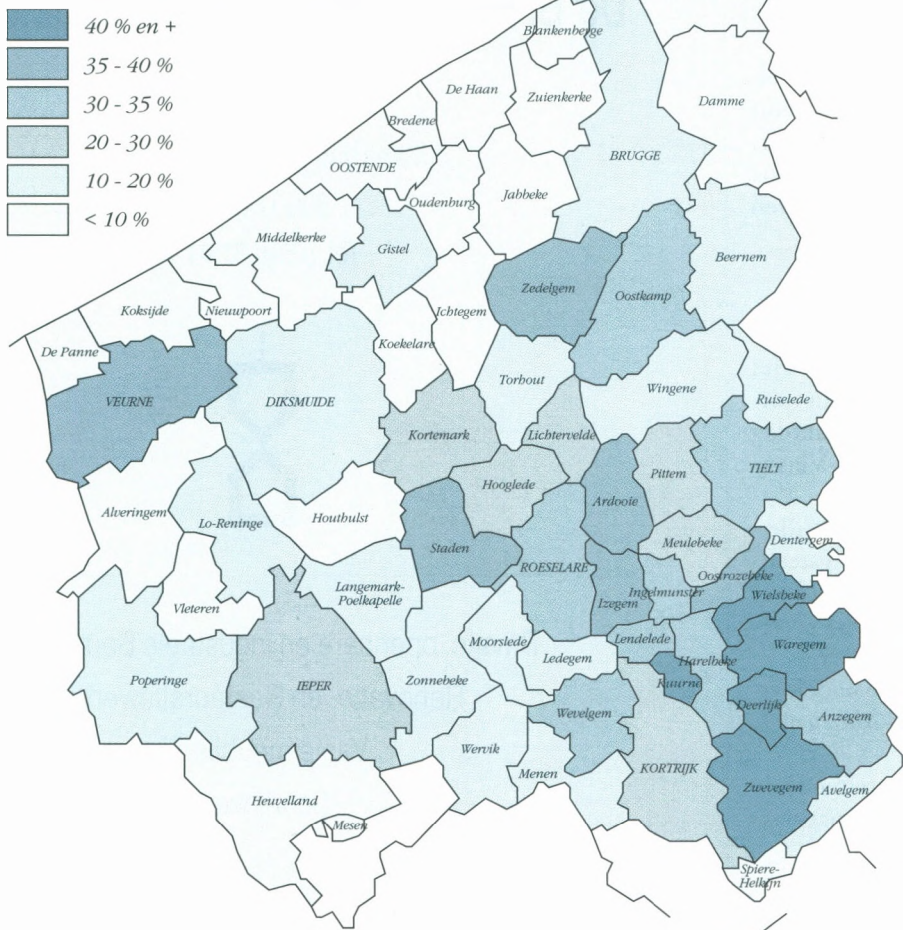 40 % en +
35 - 40 %
30 - 35 %
20 - 30 %
10 - 20 %
< 10 %
Blankenberge
De Haan
Zuienkerke
Damme
Bredene
BRUGGE
OOSTENDE
Oudenburg
Jabbeke
Middelkerke
Gistel
Beernem
Zedelgem
Oostkamp
Koksijde
Nieuwpoort
Ichtegem
De Panne
Koekelare
Torhout
Wingene
VEURNE
DIKSMUIDE
Ruiselede
Kortemark
Lichtervelde
Hooglede
Pittem
TIELT
Ardooie
Alveringem
Lo-Reninge
Houthulst
Staden
Meulebeke
Dentergem
ROESELARE
Oostrozebeke
Langemark-
Poelkapelle
Izegem
Ingelmunster
Wielsbeke
Vleteren
Moorslede
Lendelede
Waregem
Ledegem
Harelbeke
Poperinge
IEPER
Zonnebeke
Kuurne
Wevelgem
Deerlijk
Anzegem
Wervik
Menen
KORTRIJK
Zwevegem
Avelgem
Heuvelland
Mesen
Spiere-
Helkijn